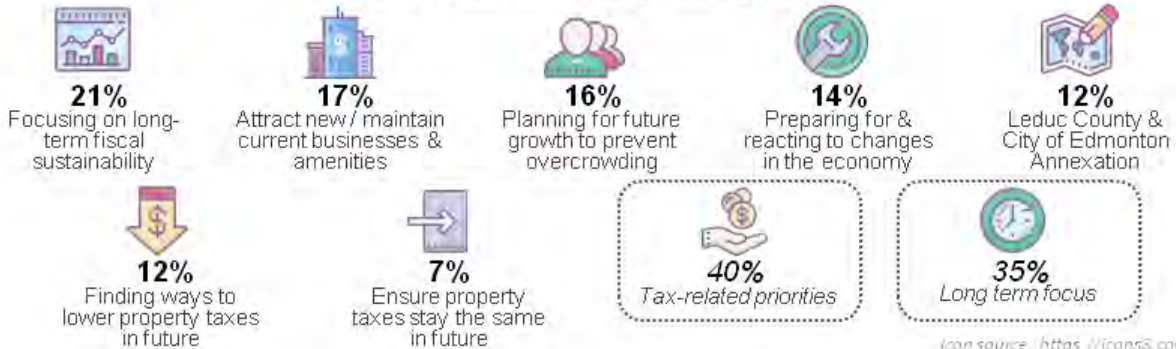 21%
Focusing on long-
term fiscal
sustainability
17%
Attract new / maintain
current businesses &
amenities
16%
Planning for future
growth to prevent
overcrowding
14%
Preparing for &
reacting to changes
in the economy
12%
Leduc County &
City of Edmonton
Annexation
12%
Finding ways to
lower property taxes
in future
7%
Ensure property
taxes stay the same
in future
40%
Tax-related priorities
35%
Long term focus
Icon source: https://icons8.co